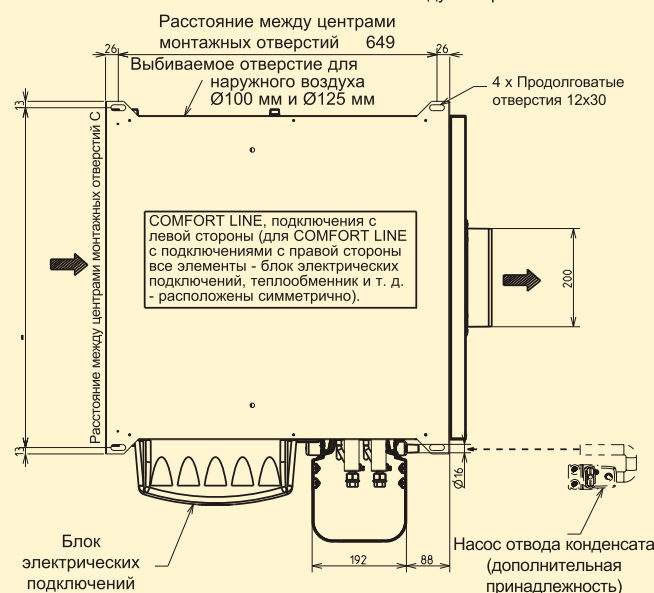 Расстояние между центрами
монтажных отверстий 649
26
26
Выбиваемое отверстие для
наружного воздуха
Ø100 мм и Ø125 мм
4 x Продолговатые
отверстия 12x30
13
Расстояние между центрами монтажных отверстий C
COMFORT LINE, подключения с
левой стороны (для COMFORT LINE
с подключениями с правой стороны
все элементы - блок электрических
подключений, теплообменник и т. д.
- расположены симметрично).
200
13
Ø16
192
88
Блок
электрических
подключений
Насос отвода конденсата
(дополнительная
принадлежность)